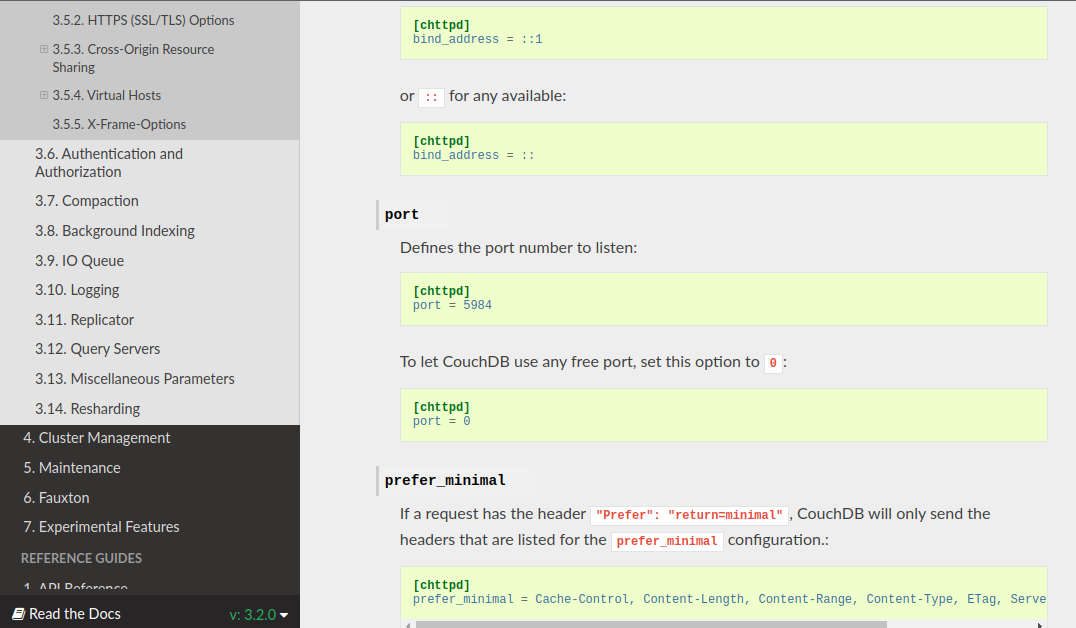 3.5.2. HTTPS (SSL/TLS) Options
3.5.3. Cross-Origin Resource
Sharing
3.5.4. Virtual Hosts
3.5.5. X-Frame-Options
3.6. Authentication and
Authorization
3.7. Compaction
3.8. Background Indexing
3.9. IO Queue
3.10. Logging
3.11. Replicator
3.12. Query Servers
3.13. Miscellaneous Parameters
3.14. Resharding
4. Cluster Management
5. Maintenance
6. Fauxton
7. Experimental Features
REFERENCE GUIDES
1. API Reference
Read the Docs
v: 3.2.0
[chttpd]
bind_address = ::1
or :: for any available:
[chttpd]
bind_address = ::
port
Defines the port number to listen:
[chttpd]
port = 5984
To let CouchDB use any free port, set this option to 0:
[chttpd]
port = 0
prefer_minimal
If a request has the header "Prefer": "return=minimal", CouchDB will only send the
headers that are listed for the prefer_minimal configuration.:
[chttpd]
prefer_minimal = Cache-Control, Content-Length, Content-Range, Content-Type, ETag, Serve